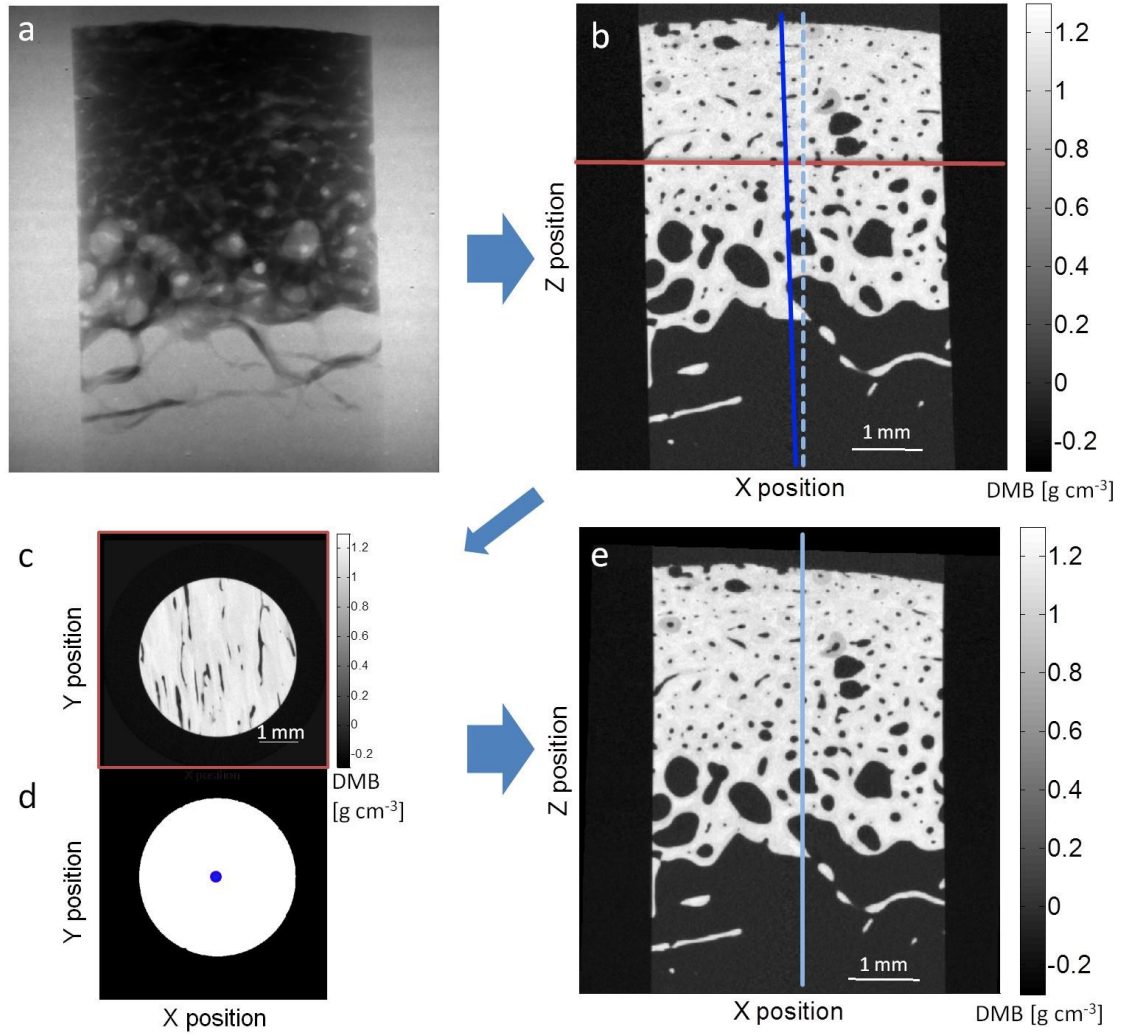 a
b
1.2
1
0.8
0.6
0.4
0.2
0
-0.2
Z position
1 mm
X position
DMB [g cm⁻³]
c
Y position
1 mm
1.2
1
0.8
0.6
0.4
0.2
0
-0.2
X position
DMB
[g cm⁻³]
d
Y position
X position
e
1.2
1
0.8
0.6
0.4
0.2
0
-0.2
Z position
1 mm
X position
DMB [g cm⁻³]